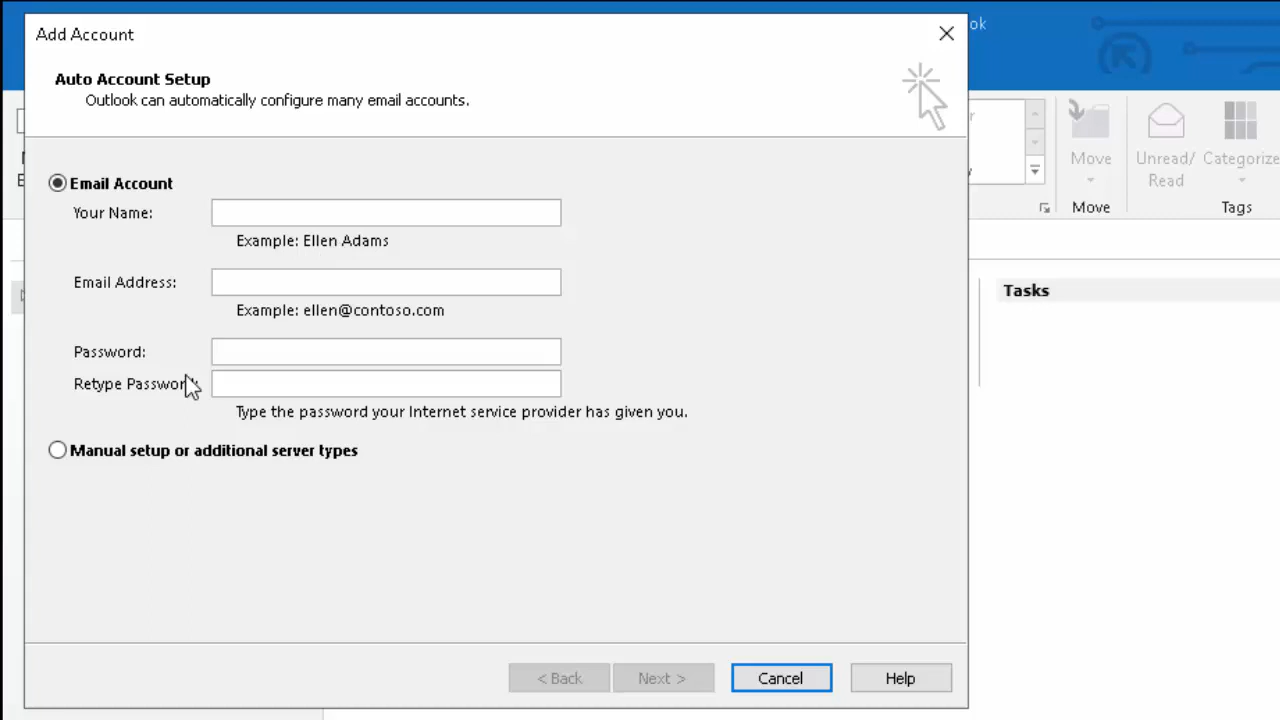 Add Account
ok
Auto Account Setup
Outlook can automatically configure many email accounts.
Email Account
Your Name:
Example: Ellen Adams
Email Address:
Example: ellen@contoso.com
Password:
Retype Password:
Type the password your Internet service provider has given you.
Manual setup or additional server types
< Back
Next >
Cancel
Help
Move
Unread/
Read
Categorize
Move
Tags
Tasks